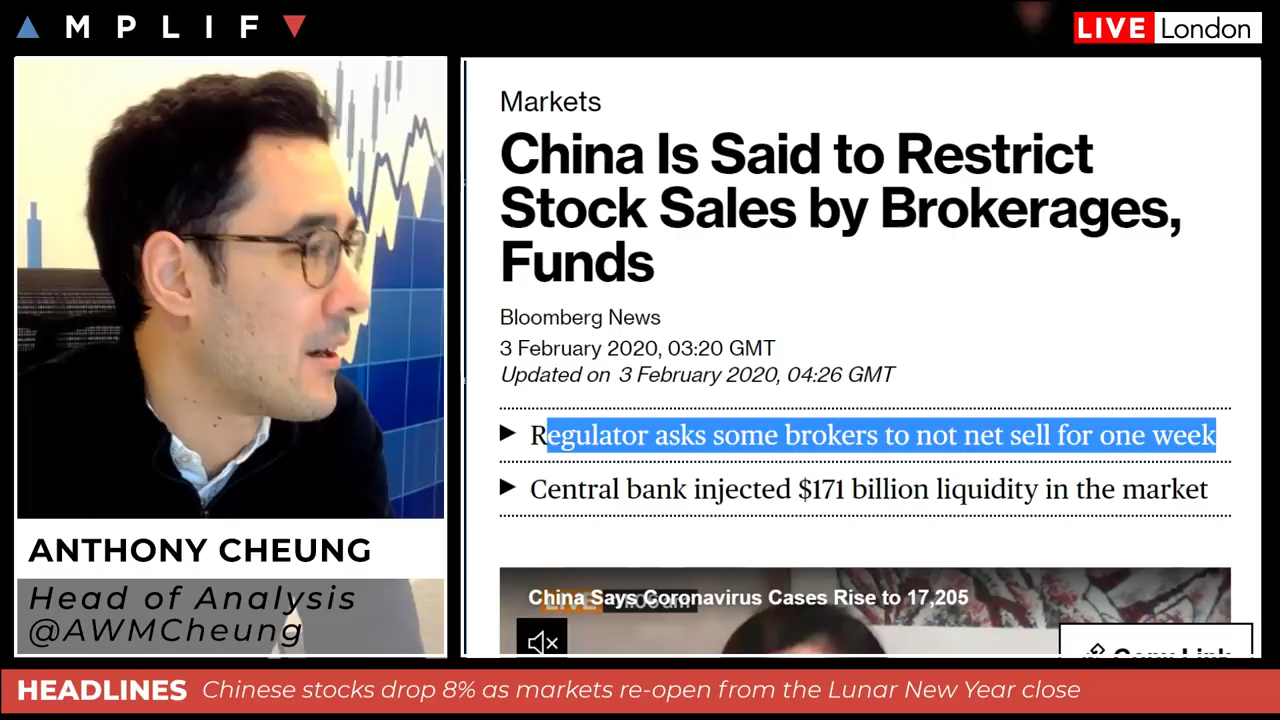 ▲ M P L I F ▼
LIVE London
Markets
China Is Said to Restrict
Stock Sales by Brokerages,
Funds
Bloomberg News
3 February 2020, 03:20 GMT
Updated on 3 February 2020, 04:26 GMT
Regulator asks some brokers to not net sell for one week
Central bank injected $171 billion liquidity in the market
China Says Coronavirus Cases Rise to 17,205
LIVE
Copy Link
ANTHONY CHEUNG
Head of Analysis
@AWMCheung
HEADLINES Chinese stocks drop 8% as markets re-open from the Lunar New Year close